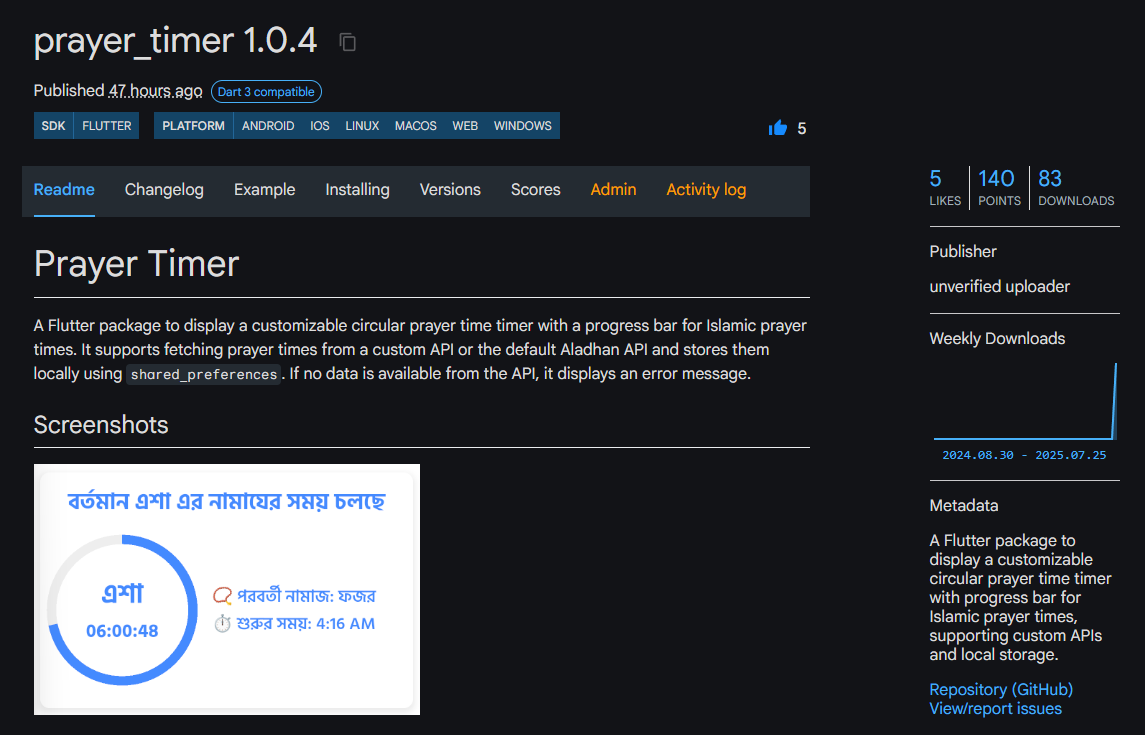 prayer_timer 1.0.4
Published 47 hours ago Dart 3 compatible
SDK FLUTTER PLATFORM ANDROID IOS LINUX MACOS WEB WINDOWS
5
Readme Changelog Example Installing Versions Scores Admin Activity log
Prayer Timer
A Flutter package to display a customizable circular prayer time timer with a progress bar for Islamic prayer
times. It supports fetching prayer times from a custom API or the default Aladhan API and stores them
locally using shared_preferences. If no data is available from the API, it displays an error message.
Screenshots
বর্তমান এশা এর নামাযের সময় চলছে
এশা
06:00:48
পরবর্তী নামাজ: ফজর
শুরুর সময়: 4:16 AM
5 140 83
LIKES POINTS DOWNLOADS
Publisher
unverified uploader
Weekly Downloads
2024.08.30 - 2025.07.25
Metadata
A Flutter package to
display a customizable
circular prayer time timer
with progress bar for
Islamic prayer times,
supporting custom APIs
and local storage.
Repository (GitHub)
View/report issues